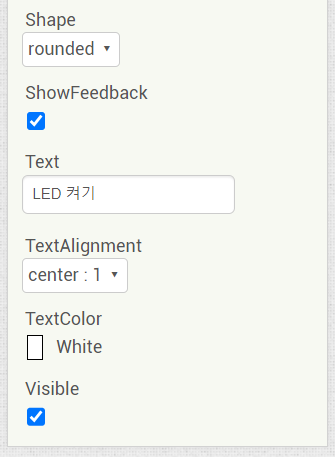 Shape
rounded
ShowFeedback
Text
LED 켜기
TextAlignment
center : 1
TextColor
White
Visible